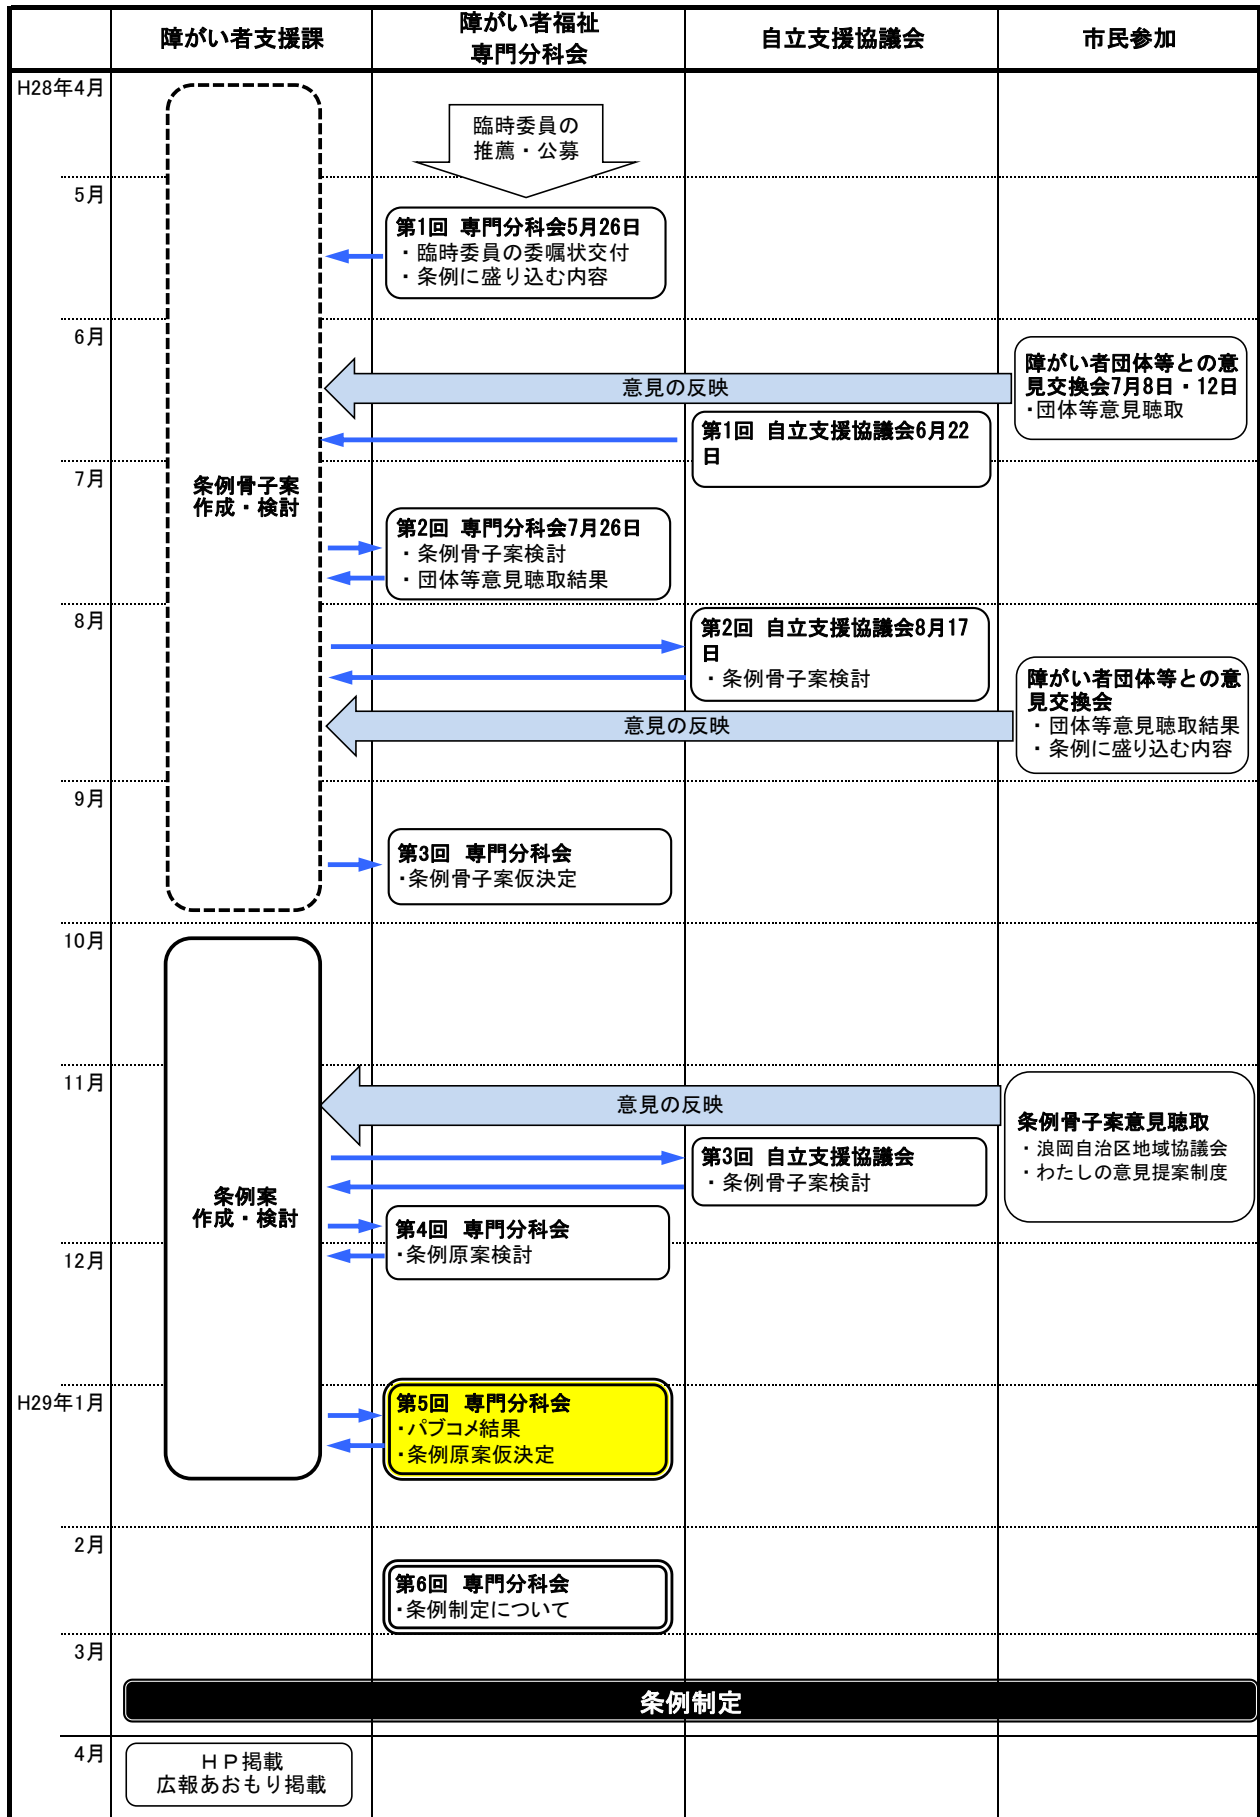 障がい者支援課
障がい者福祉
専門分科会
自立支援協議会
市民参加
H28年4月
臨時委員の
推薦・公募
5月
第1回 専門分科会5月26日
・臨時委員の委嘱状交付
・条例に盛り込む内容
6月
障がい者団体等との意
見交換会7月8日・12日
・団体等意見聴取
意見の反映
第1回 自立支援協議会6月22
日
7月
条例骨子案
作成・検討
第2回 専門分科会7月26日
・条例骨子案検討
・団体等意見聴取結果
8月
第2回 自立支援協議会8月17
日
・条例骨子案検討
障がい者団体等との意
見交換会
・団体等意見聴取結果
・条例に盛り込む内容
意見の反映
9月
第3回 専門分科会
・条例骨子案仮決定
10月
11月
意見の反映
条例骨子案意見聴取
・浪岡自治区地域協議会
・わたしの意見提案制度
第3回 自立支援協議会
・条例骨子案検討
条例案
作成・検討
第4回 専門分科会
・条例原案検討
12月
H29年1月
第5回 専門分科会
・パブコメ結果
・条例原案仮決定
2月
第6回 専門分科会
・条例制定について
3月
条例制定
4月
ＨＰ掲載
広報あおもり掲載